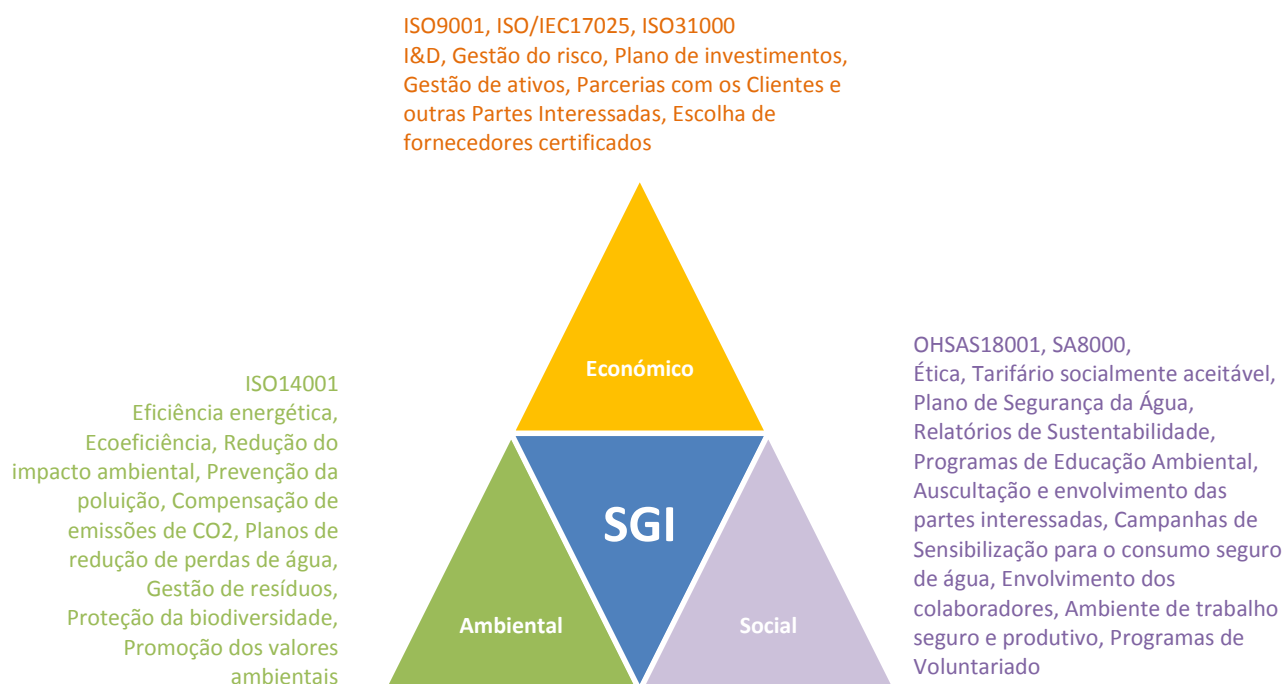 ISO9001, ISO/IEC17025, ISO31000
I&D, Gestão do risco, Plano de investimentos,
Gestão de ativos, Parcerias com os Clientes e
outras Partes Interessadas, Escolha de
fornecedores certificados
Económico
ISO14001
Eficiência energética,
Ecoeficiência, Redução do
impacto ambiental, Prevenção da
poluição, Compensação de
emissões de CO2, Planos de
redução de perdas de água,
Gestão de resíduos,
Proteção da biodiversidade,
Promoção dos valores
ambientais
SGI
Ambiental
Social
OHSAS18001, SA8000,
Ética, Tarifário socialmente aceitável,
Plano de Segurança da Água,
Relatórios de Sustentabilidade,
Programas de Educação Ambiental,
Auscultação e envolvimento das
partes interessadas, Campanhas de
Sensibilização para o consumo seguro
de água, Envolvimento dos
colaboradores, Ambiente de trabalho
seguro e produtivo, Programas de
Voluntariado